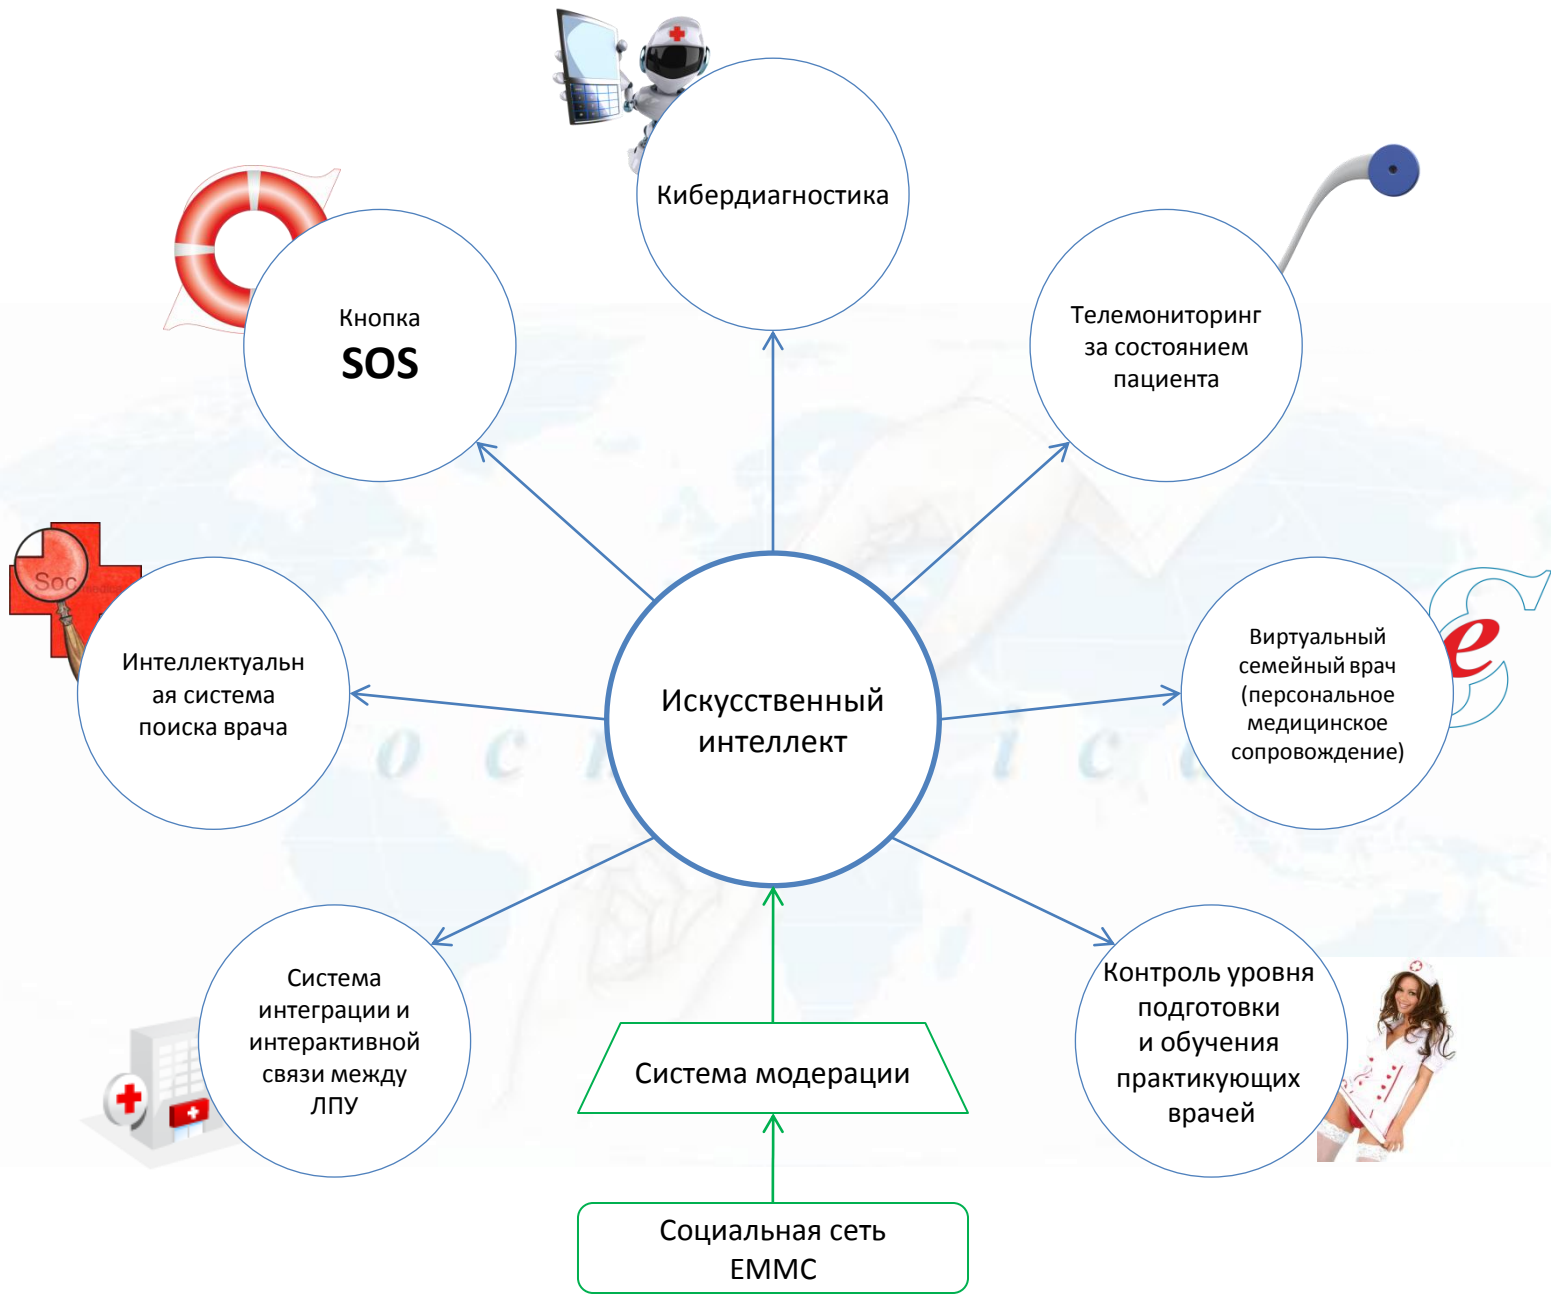 Кибердиагностика
Кнопка
SOS
Телемониторинг
за состоянием
пациента
Soc
Интеллектуальн
ая система
поиска врача
Искусственный
интеллект
Виртуальный
семейный врач
(персональное
медицинское
сопровождение)
e
Система
интеграции и
интерактивной
связи между
ЛПУ
Система модерации
Контроль уровня
подготовки
и обучения
практикующих
врачей
Социальная сеть
ЕММС